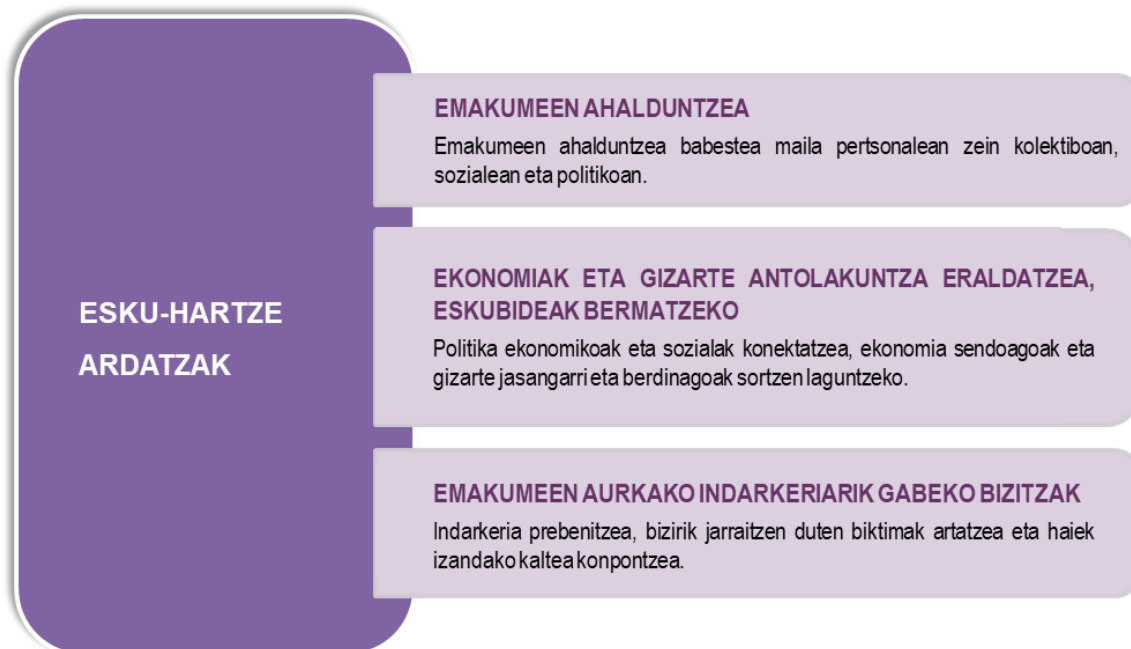 ESKU-HARTZE
ARDATZAK
EMAKUMEEN AHALDUNTZEA
Emakumeen ahalduntzea babestea maila pertsonalean zein kolektiboan,
sozialean eta politikoan.
EKONOMIAK ETA GIZARTE ANTOLAKUNTZA ERALDATZEA,
ESKUBIDEAK BERMATZEKO
Politika ekonomikoak eta sozialak konektatzea, ekonomia sendoagoak eta
gizarte jasangarri eta berdinagoak sortzen laguntzeko.
EMAKUMEEN AURKAKO INDARKERIARIK GABEKO BIZITZAK
Indarkeria prebenitzea, bizirik jarraitzen duten biktimak artatzea eta haiek
izandako kaltea konpontzea.